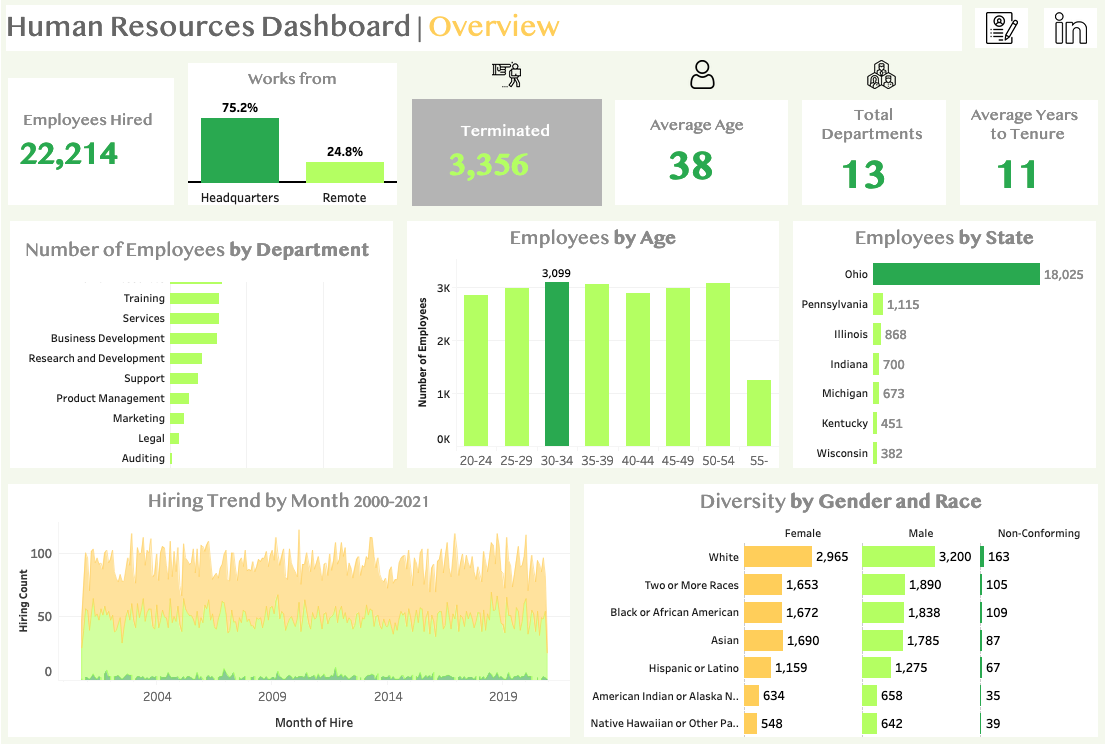 Human Resources Dashboard | Overview
in
Employees Hired
22,214
Works from
75.2%
24.8%
Headquarters
Remote
Terminated
3,356
Average Age
38
Total
Departments
13
Average Years
to Tenure
11
Number of Employees by Department
Training
Services
Business Development
Research and Development
Support
Product Management
Marketing
Legal
Auditing
Employees by Age
3,099
Number of Employees
3K
2K
1K
0K
20-24 25-29 30-34 35-39 40-44 45-49 50-54 55-
Employees by State
Ohio 18,025
Pennsylvania 1,115
Illinois 868
Indiana 700
Michigan 673
Kentucky 451
Wisconsin 382
Hiring Trend by Month 2000-2021
Hiring Count
100
50
0
2004 2009 2014 2019
Month of Hire
Diversity by Gender and Race
Female Male Non-Conforming
White 2,965 3,200 163
Two or More Races 1,653 1,890 105
Black or African American 1,672 1,838 109
Asian 1,690 1,785 87
Hispanic or Latino 1,159 1,275 67
American Indian or Alaska N.. 634 658 35
Native Hawaiian or Other Pa.. 548 642 39